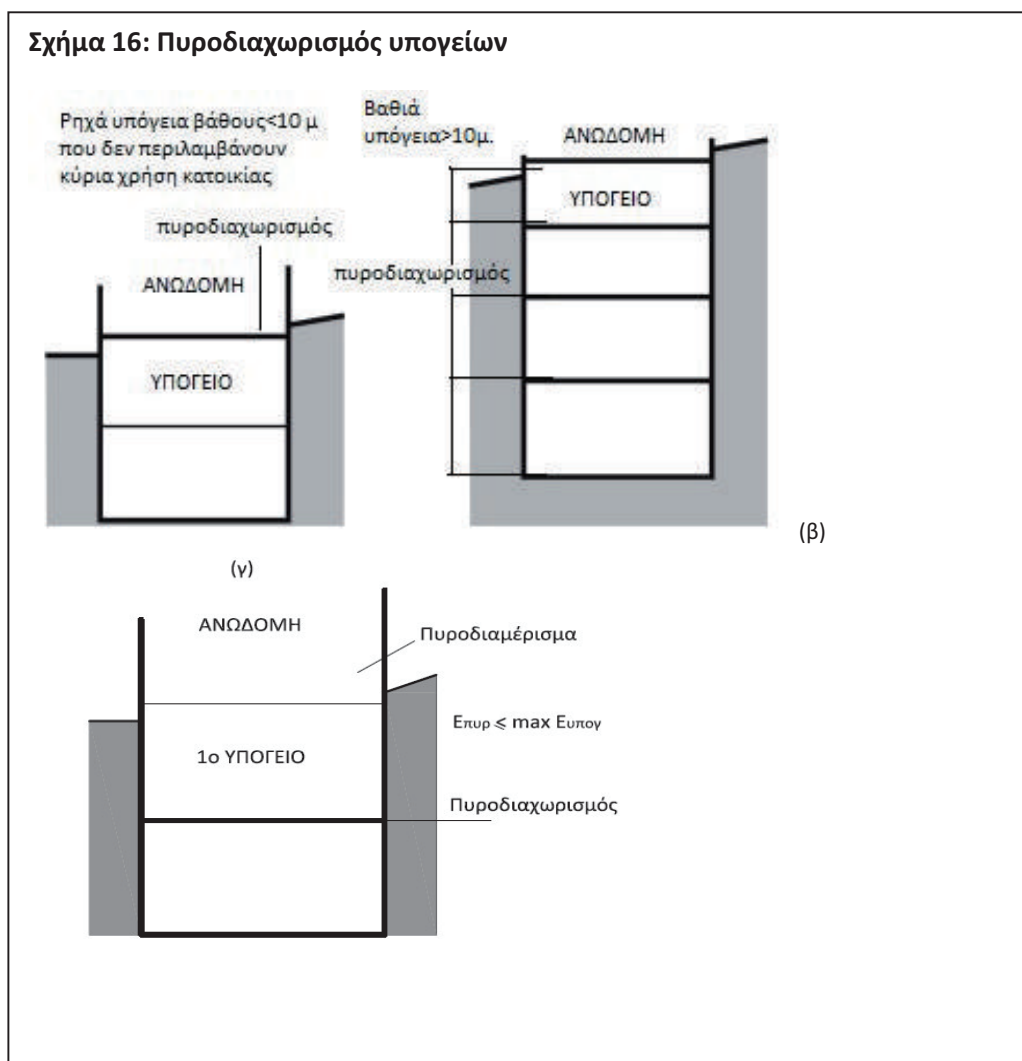 Σχήμα 16: Πυροδιαχωρισμός υπογείων
Ρηχά υπόγεια βάθους<10 μ
που δεν περιλαμβάνουν
κύρια χρήση κατοικίας
πυροδιαχωρισμός
ΑΝΩΔΟΜΗ
ΥΠΟΓΕΙΟ
Βαθιά
υπόγεια>10μ.
ΑΝΩΔΟΜΗ
ΥΠΟΓΕΙΟ
πυροδιαχωρισμός
(β)
(γ)
ΑΝΩΔΟΜΗ
Πυροδιαμέρισμα
Επυρ ⩽ max Ευπογ
1ο ΥΠΟΓΕΙΟ
Πυροδιαχωρισμός